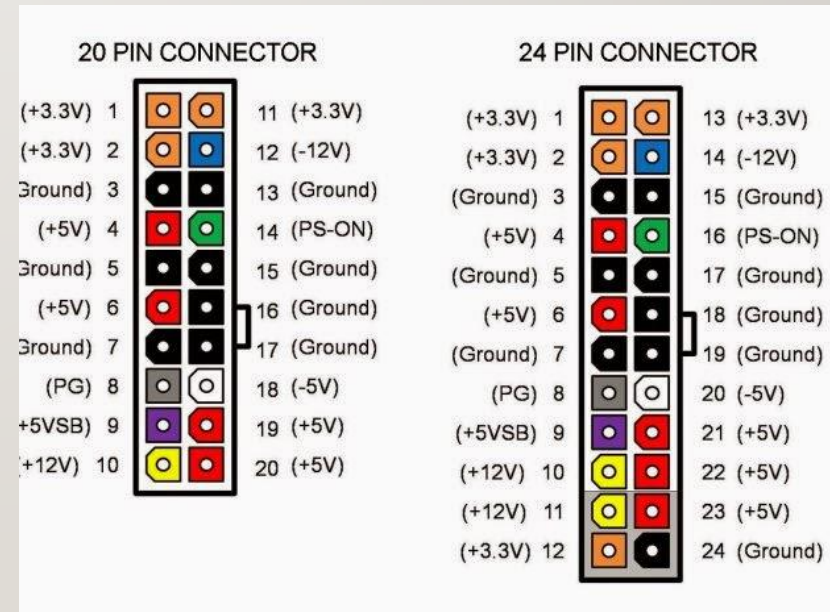 20 PIN CONNECTOR
(+3.3V) 1 11 (+3.3V)
(+3.3V) 2 12 (-12V)
Ground) 3 13 (Ground)
(+5V) 4 14 (PS-ON)
Ground) 5 15 (Ground)
(+5V) 6 16 (Ground)
Ground) 7 17 (Ground)
(PG) 8 18 (-5V)
+5VSB) 9 19 (+5V)
+12V) 10 20 (+5V)
24 PIN CONNECTOR
(+3.3V) 1 13 (+3.3V)
(+3.3V) 2 14 (-12V)
(Ground) 3 15 (Ground)
(+5V) 4 16 (PS-ON)
(Ground) 5 17 (Ground)
(+5V) 6 18 (Ground)
(Ground) 7 19 (Ground)
(PG) 8 20 (-5V)
(+5VSB) 9 21 (+5V)
(+12V) 10 22 (+5V)
(+12V) 11 23 (+5V)
(+3.3V) 12 24 (Ground)